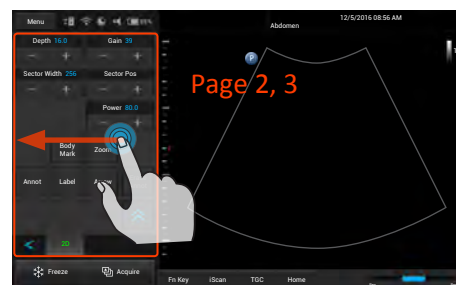 Menu
12/5/2016 08:56 AM
Abdomen
Depth 16.0 Gain 39
Sector Width 256 Sector Pos
Power 80.0
Page 2, 3
P
Body Mark Zoom
Annot Label
2D
Freeze Acquire
Fn Key iScan TGC Home